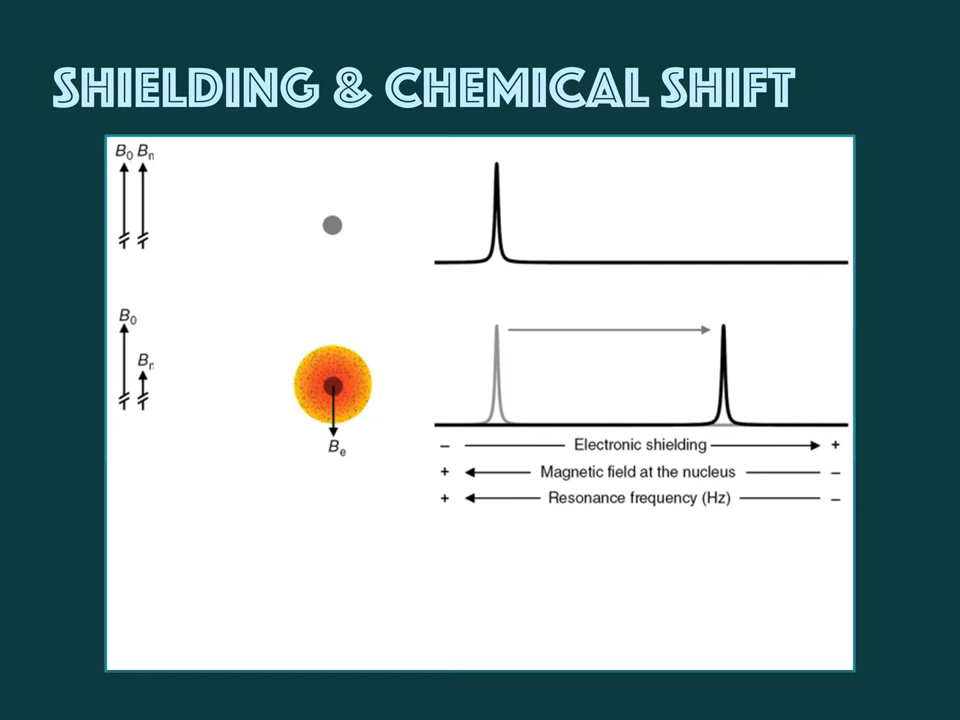 SHIELDING & CHEMICAL SHIFT
B0 Bn
B0
Bn
Be
– Electronic shielding +
+ Magnetic field at the nucleus –
+ Resonance frequency (Hz) –